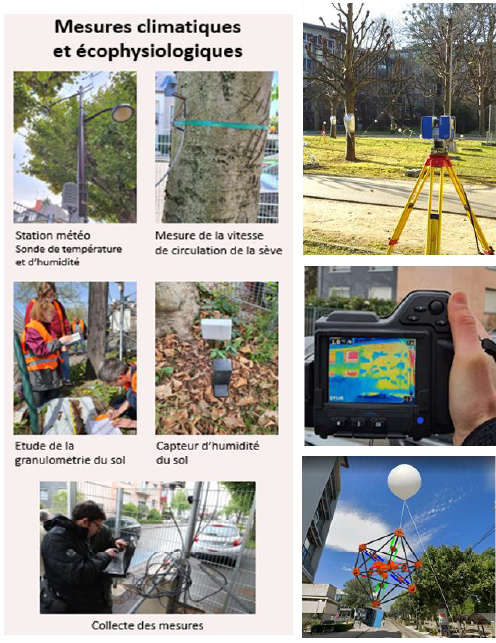 Mesures climatiques
et écophysiologiques
Station météo
Sonde de température
et d'humidité
Mesure de la vitesse
de circulation de la sève
Etude de la
granulométrie du sol
Capteur d'humidité
du sol
Collecte des mesures